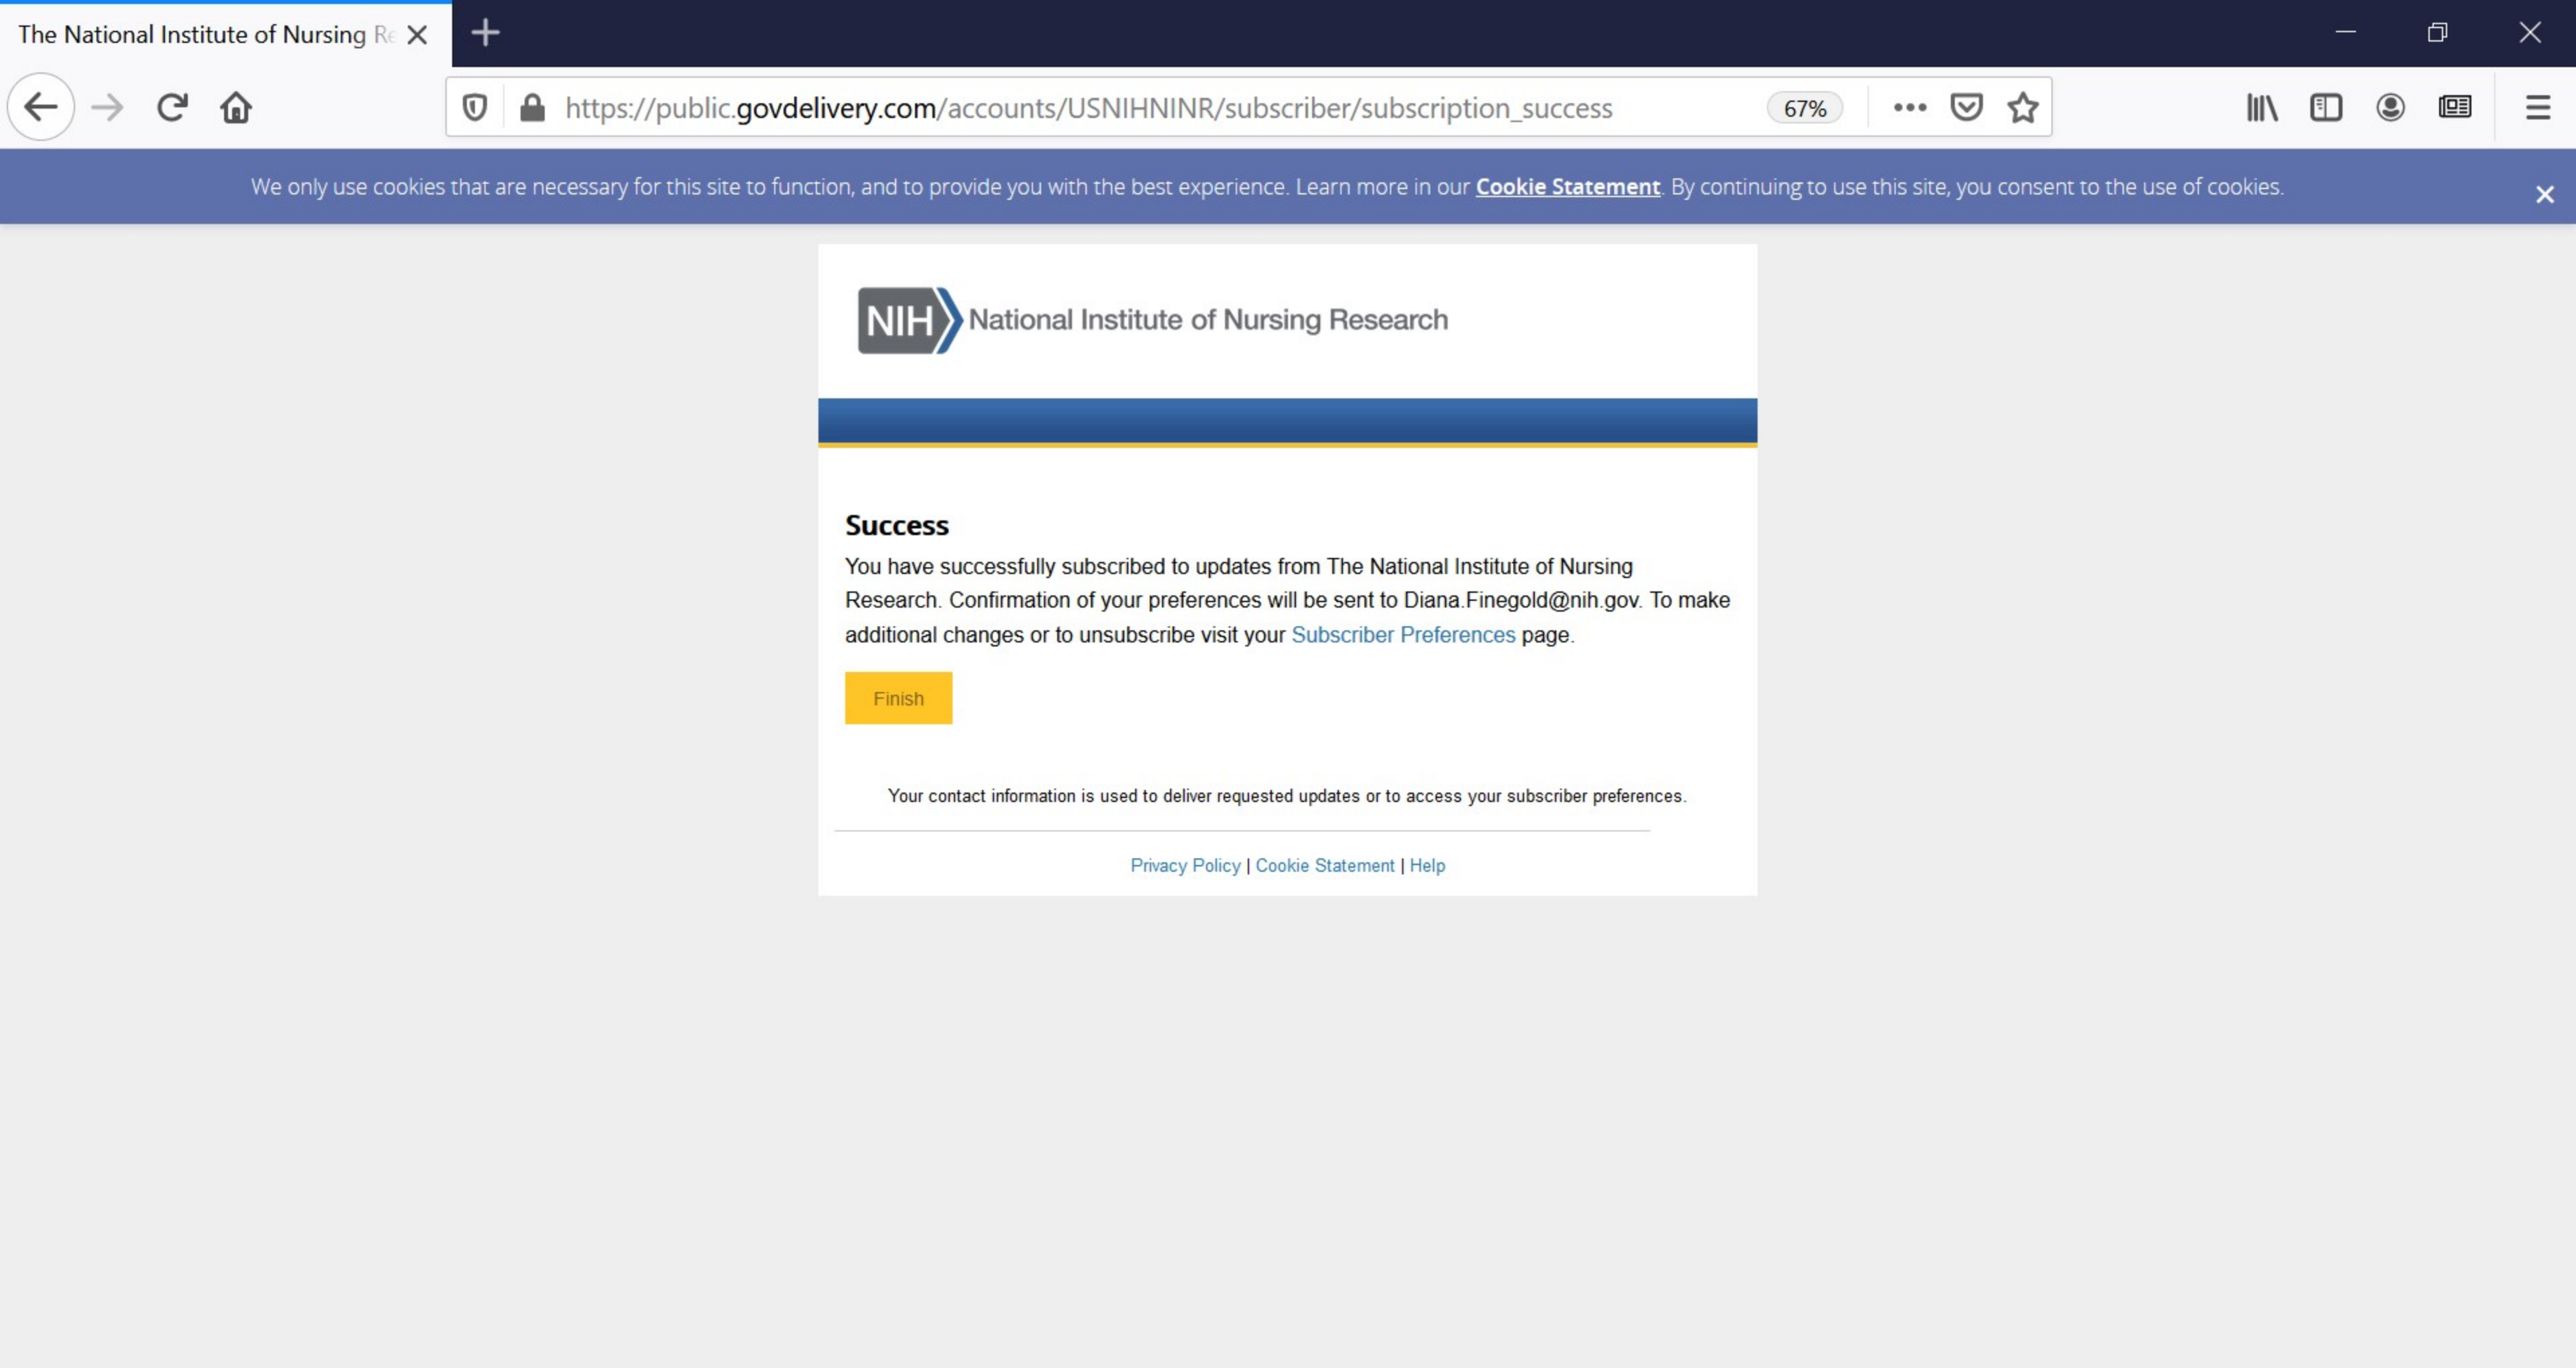 The National Institute of Nursing Re
https://public.govdelivery.com/accounts/USNIHNINR/subscriber/subscription_success
67%
We only use cookies that are necessary for this site to function, and to provide you with the best experience. Learn more in our Cookie Statement. By continuing to use this site, you consent to the use of cookies.
NIH National Institute of Nursing Research
Success
You have successfully subscribed to updates from The National Institute of Nursing
Research. Confirmation of your preferences will be sent to Diana.Finegold@nih.gov. To make
additional changes or to unsubscribe visit your Subscriber Preferences page.
Finish
Your contact information is used to deliver requested updates or to access your subscriber preferences.
Privacy Policy | Cookie Statement | Help